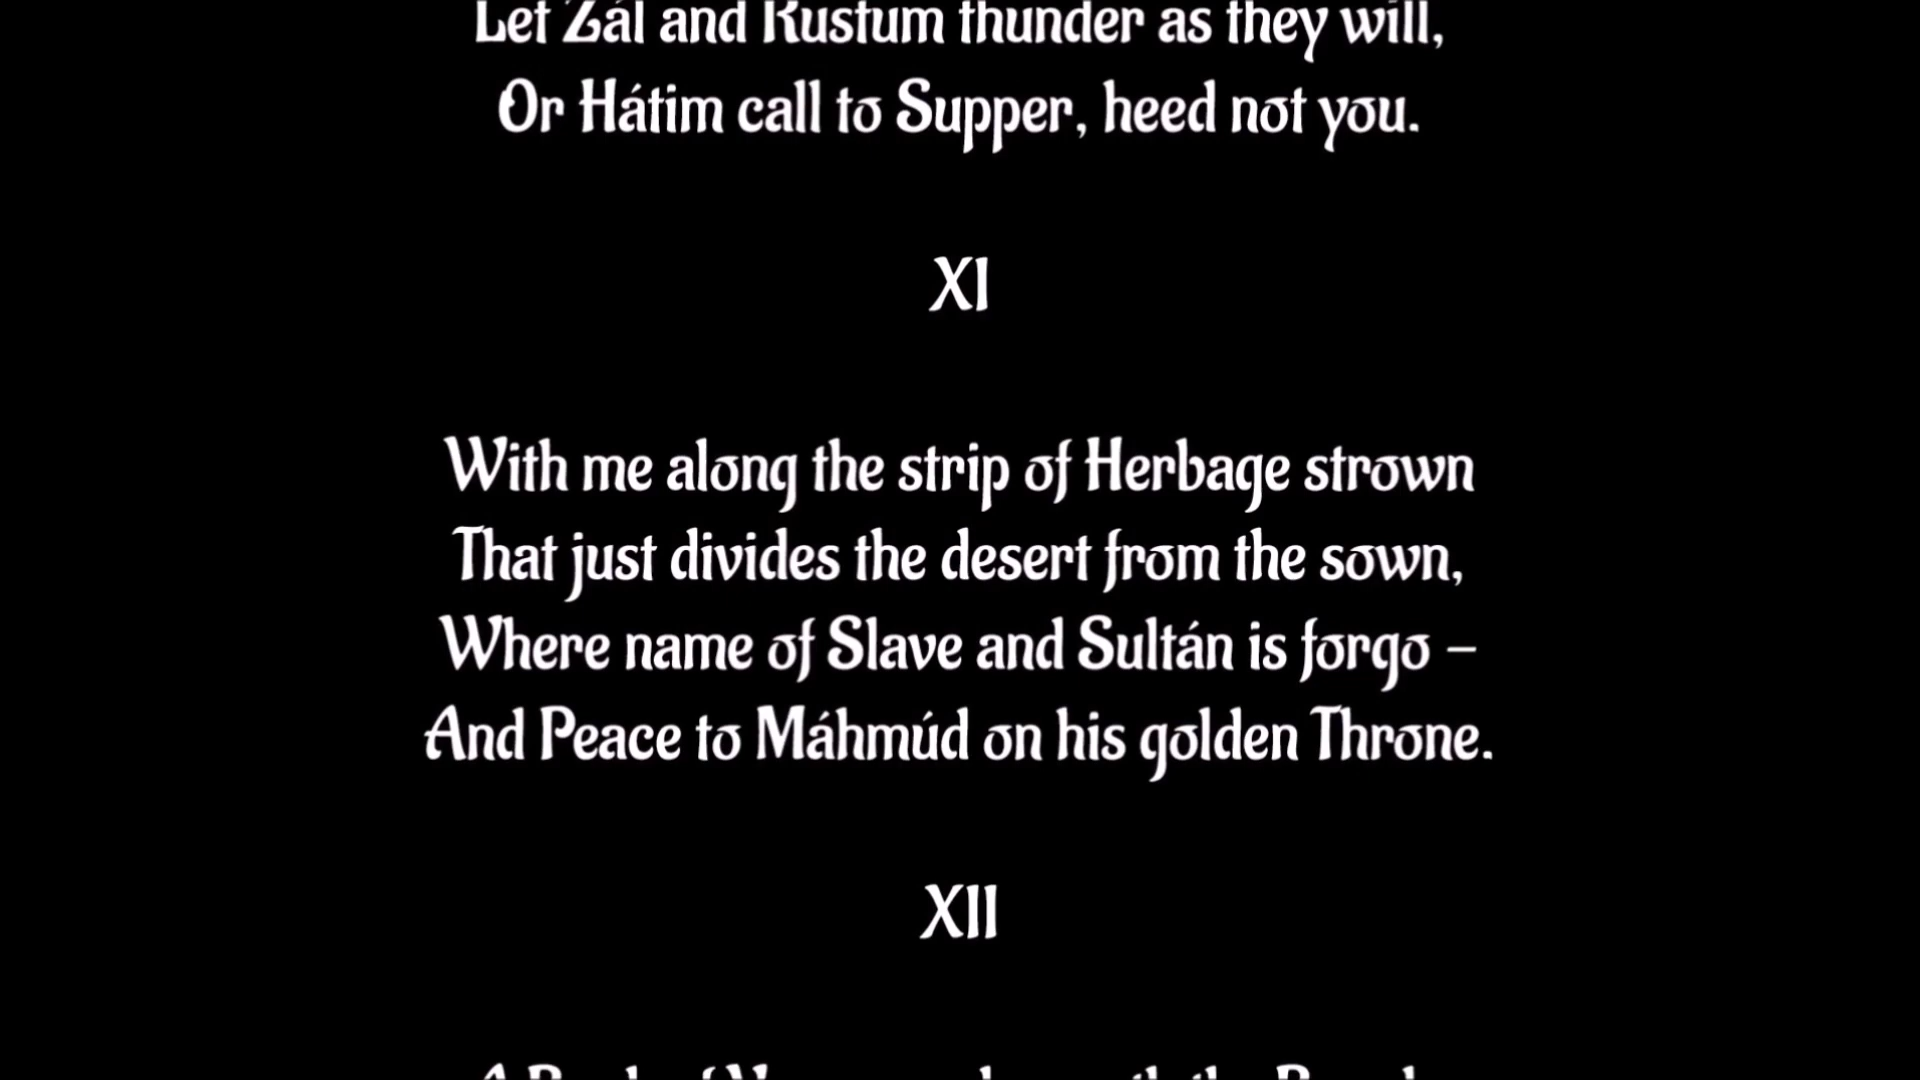 Let Zál and Rustum thunder as they will,
Or Hátim call to Supper, heed not you.
XI
With me along the strip of Herbage strown
That just divides the desert from the sown,
Where name of Slave and Sultán is forgo –
And Peace to Máhmúd on his golden Throne.
XII